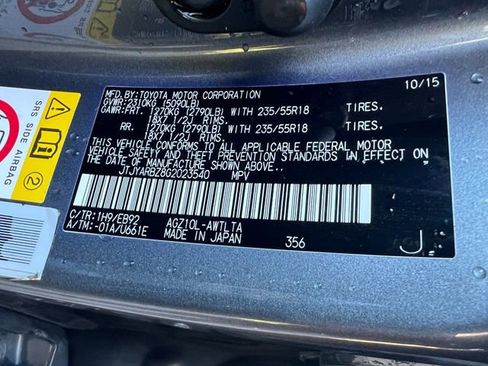 MFD.BY:TOYOTA MOTOR CORPORATION 10/15
GVWR:2310KG (5090LB)
GAWR:FRT. 1270KG (2790LB) WITH 235/55R18 TIRES.
18X7 1/2J RIMS.
RR. 1270KG (2790LB) WITH 235/55R18 TIRES.
18X7 1/2J RIMS.
THIS VEHICLE CONFORMS TO ALL APPLICABLE FEDERAL MOTOR
VEHICLE SAFETY AND THEFT PREVENTION STANDARDS IN EFFECT ON
THE DATE OF MANUFACTURE SHOWN ABOVE.
JTJYARBZ8G2023540 MPV
C/TR:1H9/EB92 AGZ10L-AWTLTA
A/TM:-01A/U661E MADE IN JAPAN 356 J
SRS SIDE AIRBAG